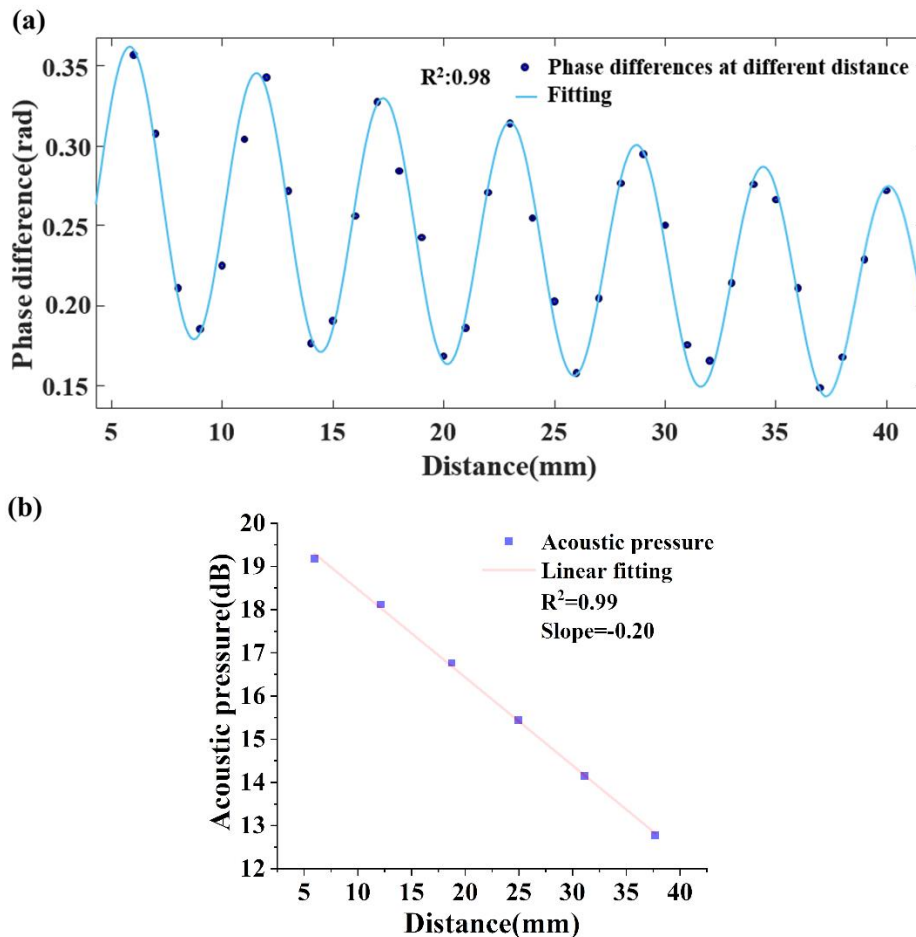 (a)
0.35
0.30
0.25
0.20
0.15
Phase difference(rad)
R²:0.98
Phase differences at different distance
Fitting
5 10 15 20 25 30 35 40
Distance(mm)
(b)
20
19
18
17
16
15
14
13
12
Acoustic pressure(dB)
Acoustic pressure
Linear fitting
R²=0.99
Slope=-0.20
5 10 15 20 25 30 35 40
Distance(mm)